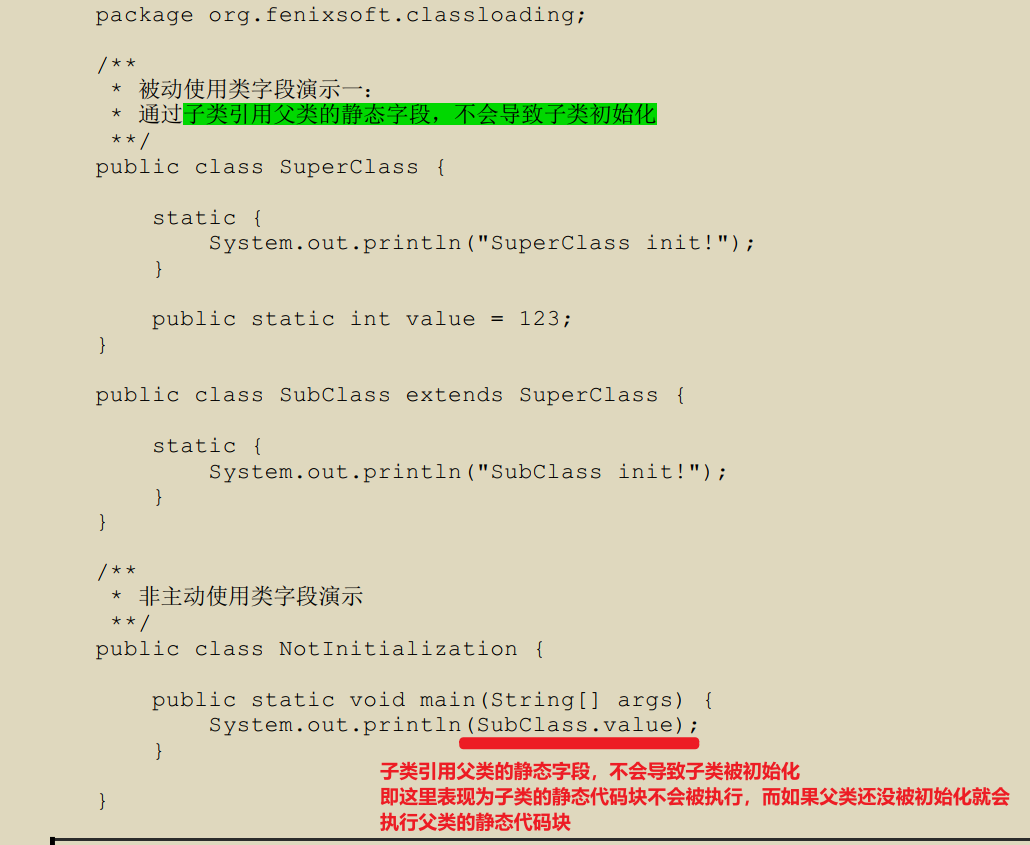 package org.fenixsoft.classloading;
/**
 * 被动使用类字段演示一：
 * 通过子类引用父类的静态字段，不会导致子类初始化
 **/
public class SuperClass {
    static {
        System.out.println("SuperClass init!");
    }
    public static int value = 123;
}
public class SubClass extends SuperClass {
    static {
        System.out.println("SubClass init!");
    }
}
/**
 * 非主动使用类字段演示
 **/
public class NotInitialization {
    public static void main(String[] args) {
        System.out.println(SubClass.value);
    }
子类引用父类的静态字段，不会导致子类被初始化
即这里表现为子类的静态代码块不会被执行，而如果父类还没被初始化就会
}
执行父类的静态代码块